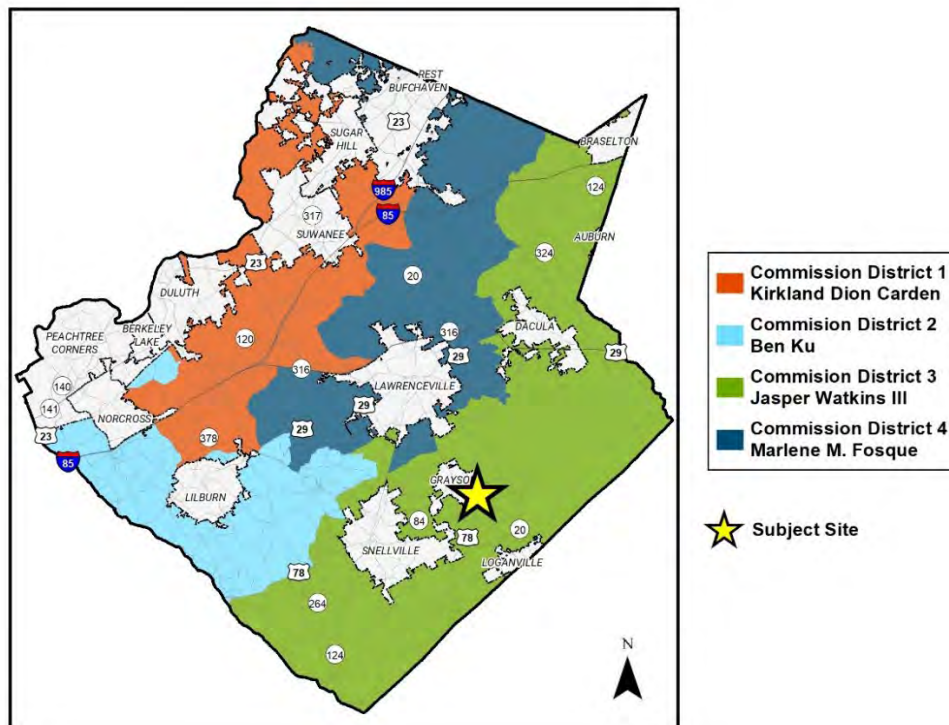 REST
BUFCHAVEN
23
SUGAR
HILL
BRASELTON
985
124
85
317
SUWANEE
AUBURN
324
23
20
DULUTH
PEACHTREE
CORNERS
BERKELEY
LAKE
DACULA
120
316
29
29
316
LAWRENCEVILLE
140
141
NORCROSS
29
23
29
378
85
LILBURN
GRAYSO
84
20
78
SNELLVILLE
LOGANVILLE
78
264
124
N
Commission District 1
Kirkland Dion Carden
Commision District 2
Ben Ku
Commision District 3
Jasper Watkins III
Commission District 4
Marlene M. Fosque
Subject Site